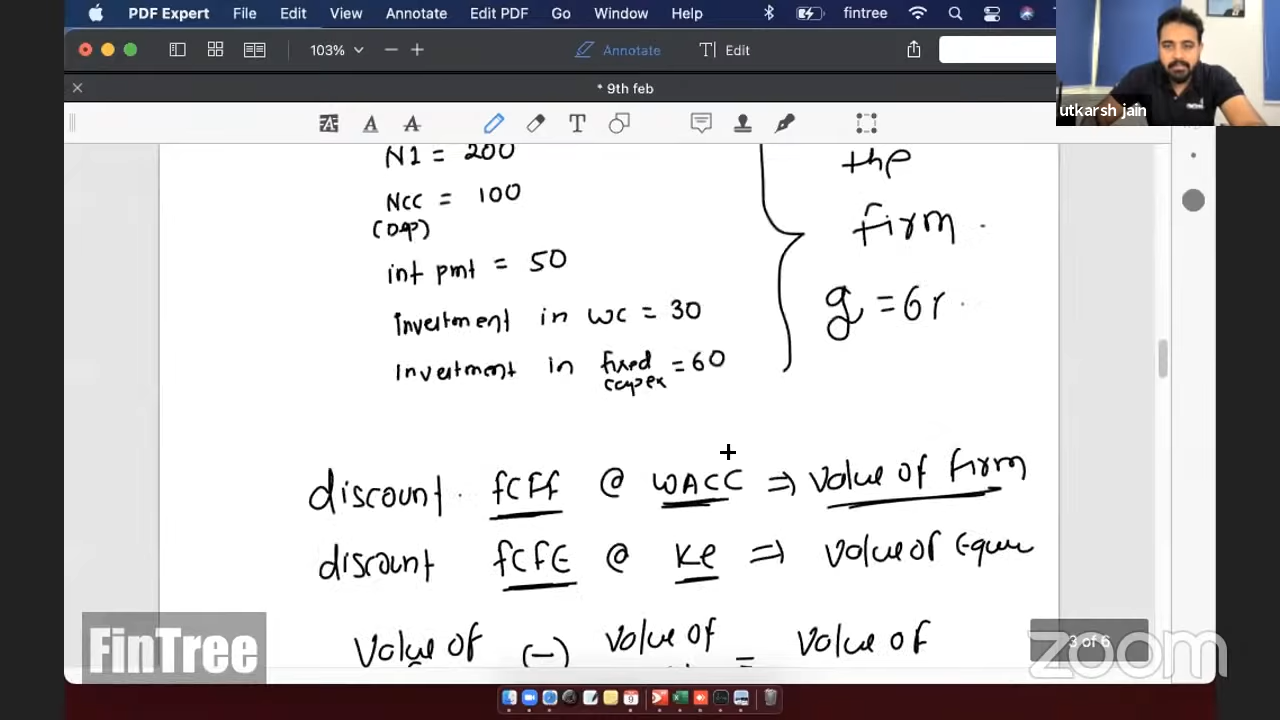 PDF Expert File Edit View Annotate Edit PDF Go Window Help fintree
103% Annotate Edit
* 9th feb
utkarsh jain
NI = 200
NCC = 100
(Dep)
int pmt = 50
Investment in WC = 30
Investment in fixed = 60
capex
the
firm.
g = 6%
discount FCFF @ WACC ⇒ Value of firm
discount FCFE @ Ke ⇒ Value of
Value of (-) Value of = Value of
FinTree
3 of 6
zoom